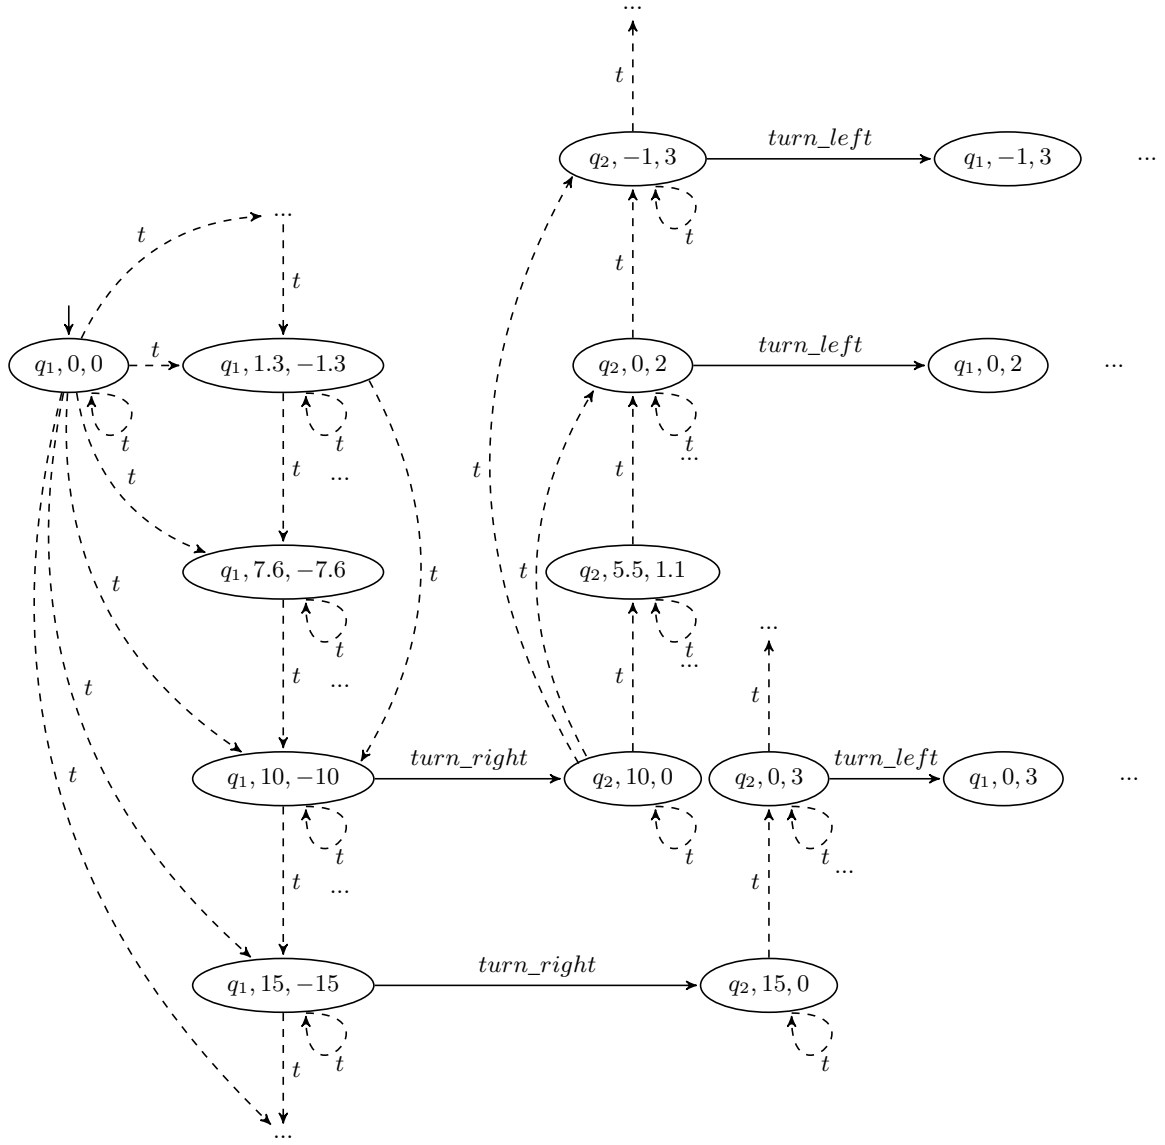 ...
t
q₂, −1, 3
turn_left
q₁, −1, 3
...
t
...
t
t
t
t
q₁, 0, 0
t
q₁, 1.3, −1.3
q₂, 0, 2
turn_left
q₁, 0, 2
...
t
t
t
...
t
t
t
t
...
t
q₁, 7.6, −7.6
t
t
q₂, 5.5, 1.1
t
t
...
t
t
...
...
t
t
t
t
q₁, 10, −10
turn_right
q₂, 10, 0
q₂, 0, 3
turn_left
q₁, 0, 3
...
t
t
t
t
...
t
...
t
q₁, 15, −15
turn_right
q₂, 15, 0
t
t
t
...